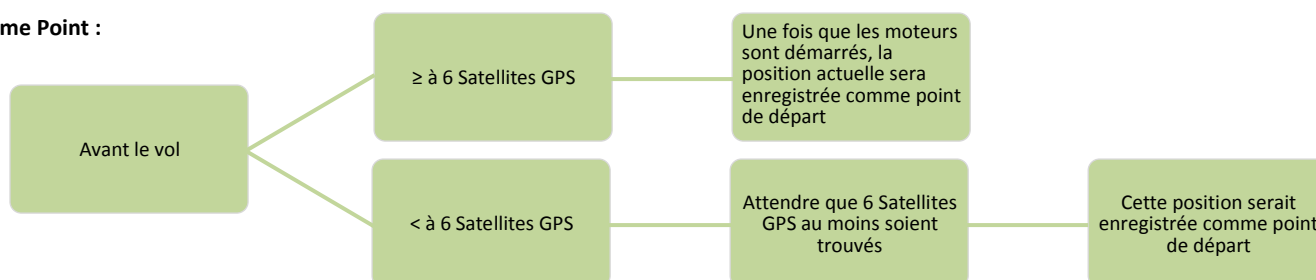 me Point :
Une fois que les moteurs
sont démarrés, la
position actuelle sera
enregistrée comme point
de départ
≥ à 6 Satellites GPS
Avant le vol
< à 6 Satellites GPS
Attendre que 6 Satellites
GPS au moins soient
trouvés
Cette position serait
enregistrée comme point
de départ